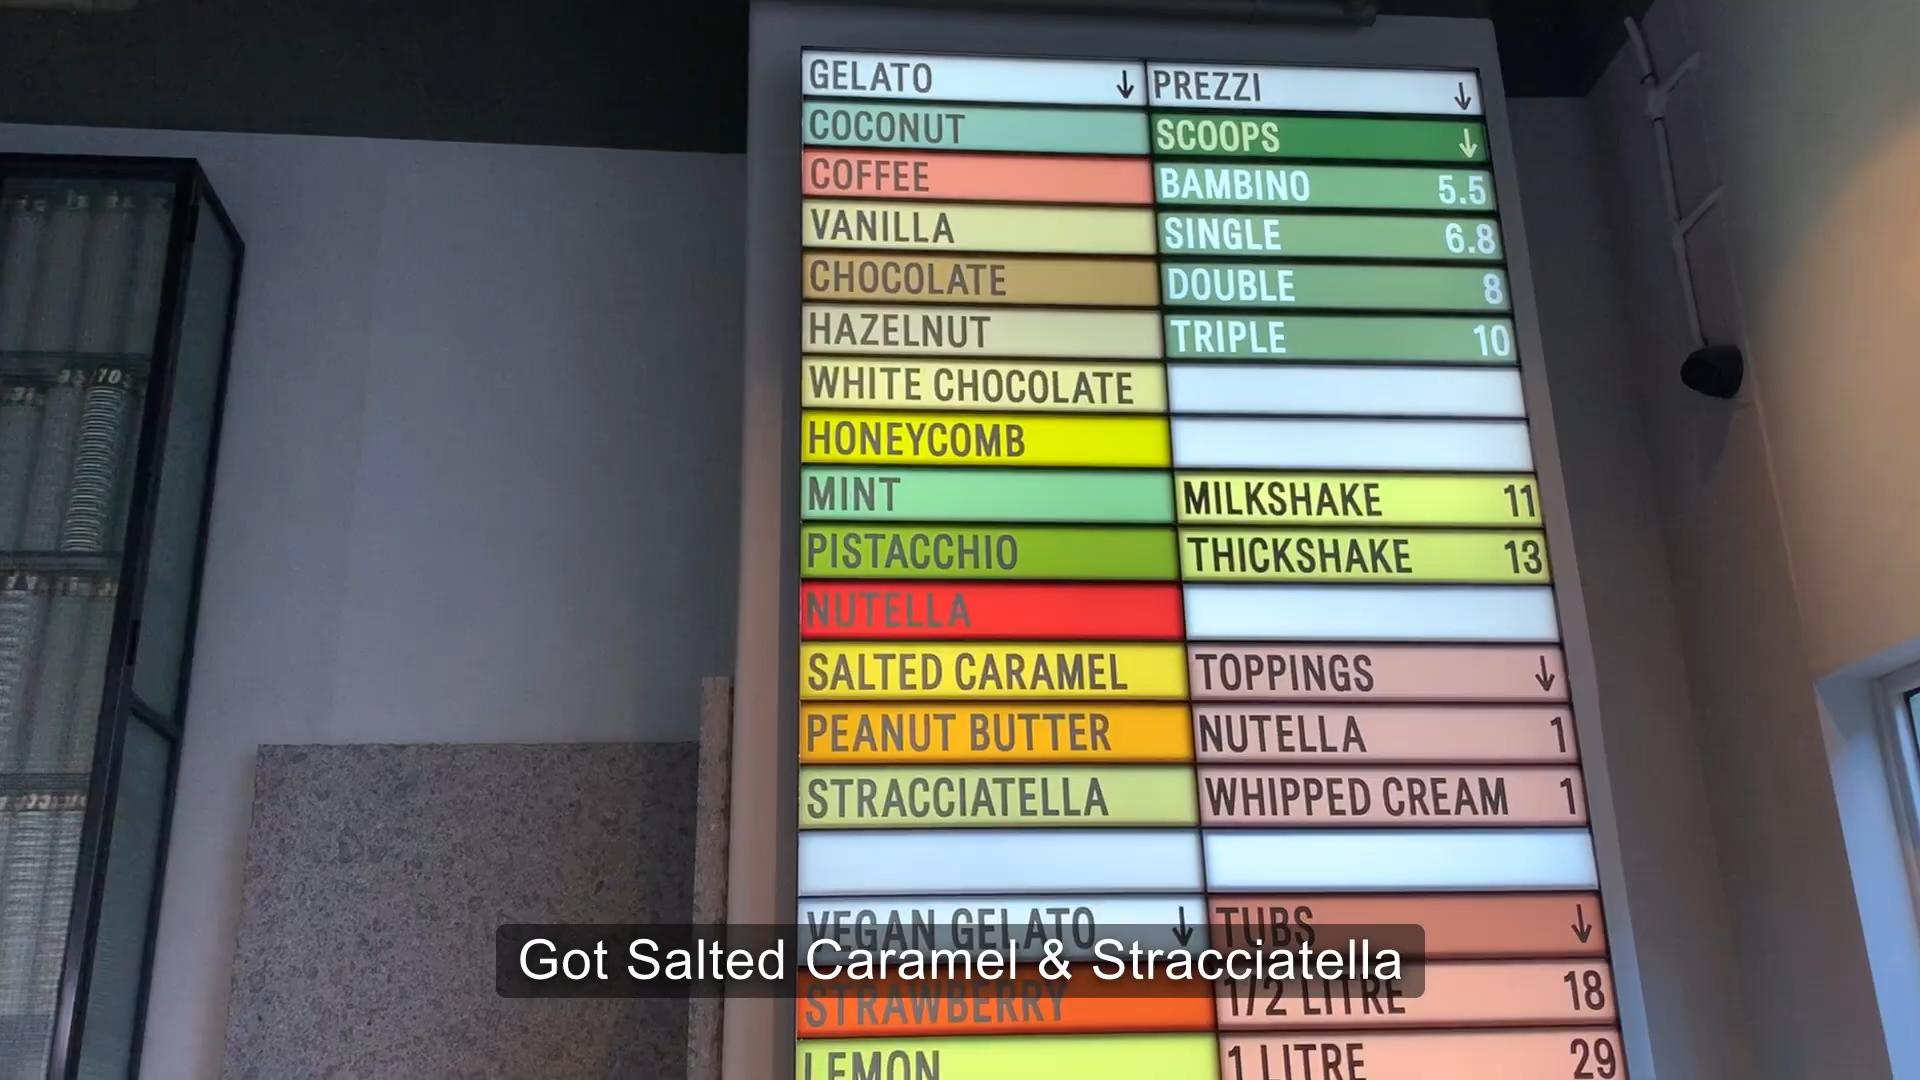 GELATO ↓
COCONUT
COFFEE
VANILLA
CHOCOLATE
HAZELNUT
WHITE CHOCOLATE
HONEYCOMB
MINT
PISTACCHIO
NUTELLA
SALTED CARAMEL
PEANUT BUTTER
STRACCIATELLA
VEGAN GELATO ↓
STRAWBERRY
LEMON
PREZZI ↓
SCOOPS ↓
BAMBINO 5.5
SINGLE 6.8
DOUBLE 8
TRIPLE 10
MILKSHAKE 11
THICKSHAKE 13
TOPPINGS ↓
NUTELLA 1
WHIPPED CREAM 1
TUBS ↓
1/2 LITRE 18
1 LITRE 29
Got Salted Caramel & Stracciatella